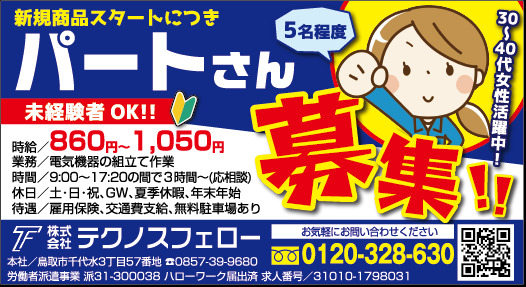 新規商品スタートにつき
パートさん
5名程度
募集!!
30～40代女性活躍中!
未経験者 OK!!
時給／860円～1,050円
業務／電気機器の組立て作業
時間／9:00～17:20の間で3時間～(応相談)
休日／土・日・祝、GW、夏季休暇、年末年始
待遇／雇用保険、交通費支給、無料駐車場あり
株式会社 テクノスフェロー
本社／鳥取市千代水3丁目57番地 ☎0857-39-9680
労働者派遣事業 派31-300038 ハローワーク届出済 求人番号／31010-1798031
お気軽にお問い合わせください
0120-328-630